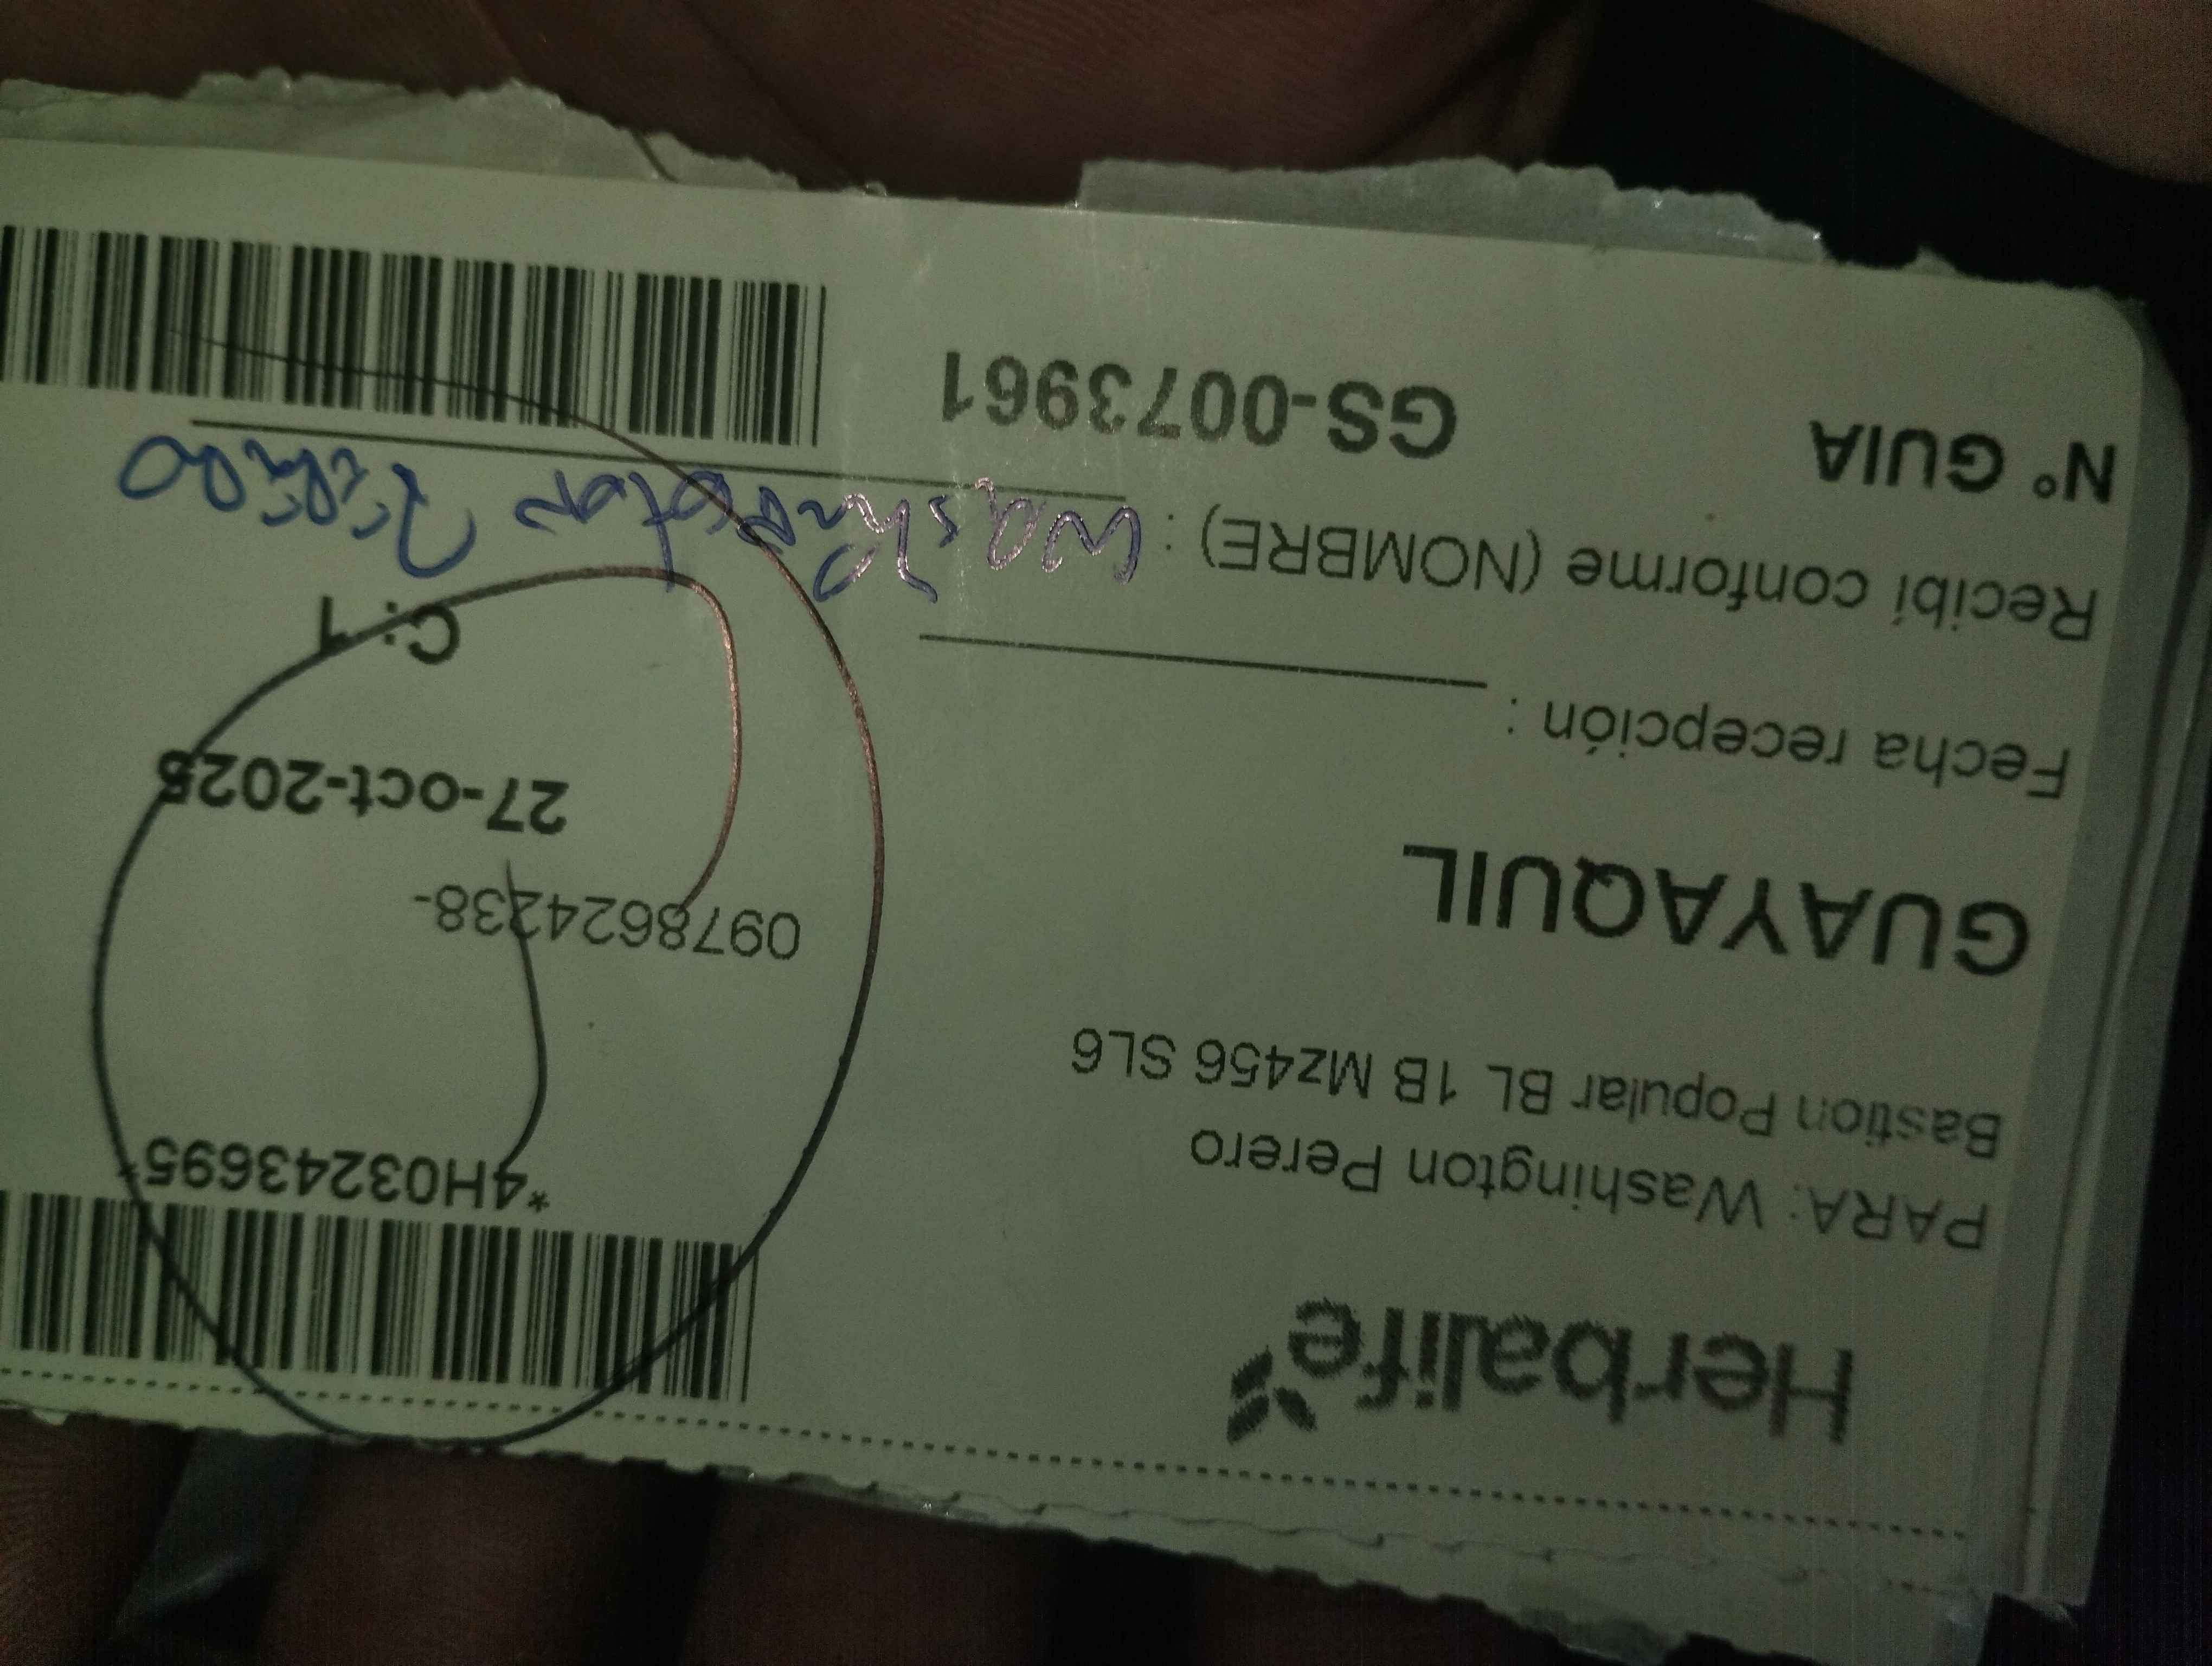 Herbalife
*4H03243695*
PARA: Washington Perero
Bastion Popular BL 1B Mz456 SL6
0978624238-
GUAYAQUIL
27-oct-2025
Fecha recepción :
C: 1
Recibí conforme (NOMBRE) : Washington
N° GUIA GS-0073961